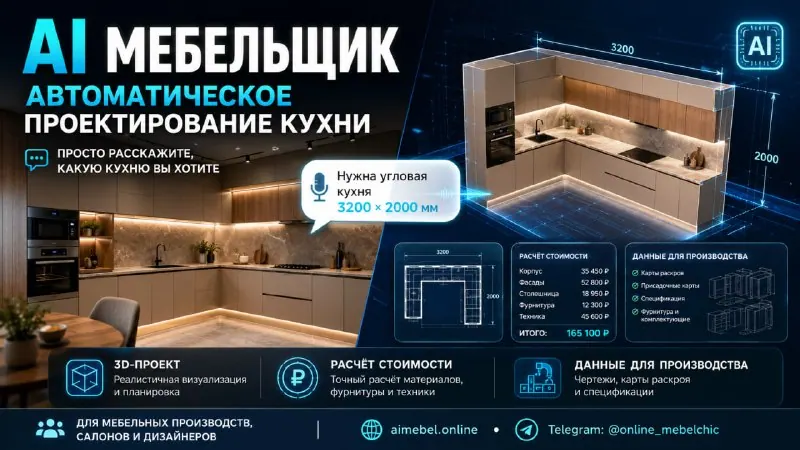 AI МЕБЕЛЬЩИК
АВТОМАТИЧЕСКОЕ
ПРОЕКТИРОВАНИЕ КУХНИ
ПРОСТО РАССКАЖИТЕ,
КАКУЮ КУХНЮ ВЫ ХОТИТЕ
Нужна угловая
кухня
3200 × 2000 мм
AI
3200
2000
3200
2000
РАСЧЁТ СТОИМОСТИ
Корпус 35 450 ₽
Фасады 52 800 ₽
Столешница 18 950 ₽
Фурнитура 12 300 ₽
Техника 45 600 ₽
ИТОГО: 165 100 ₽
ДАННЫЕ ДЛЯ ПРОИЗВОДСТВА
Карты раскроя
Присадочные карты
Спецификация
Фурнитура и
комплектующие
3D-ПРОЕКТ
Реалистичная визуализация
и планировка
₽
РАСЧЁТ СТОИМОСТИ
Точный расчёт материалов,
фурнитуры и техники
ДАННЫЕ ДЛЯ ПРОИЗВОДСТВА
Чертежи, карты раскроя
и спецификации
ДЛЯ МЕБЕЛЬНЫХ ПРОИЗВОДСТВ,
САЛОНОВ И ДИЗАЙНЕРОВ
aimebel.online • Telegram: @online_mebelchic